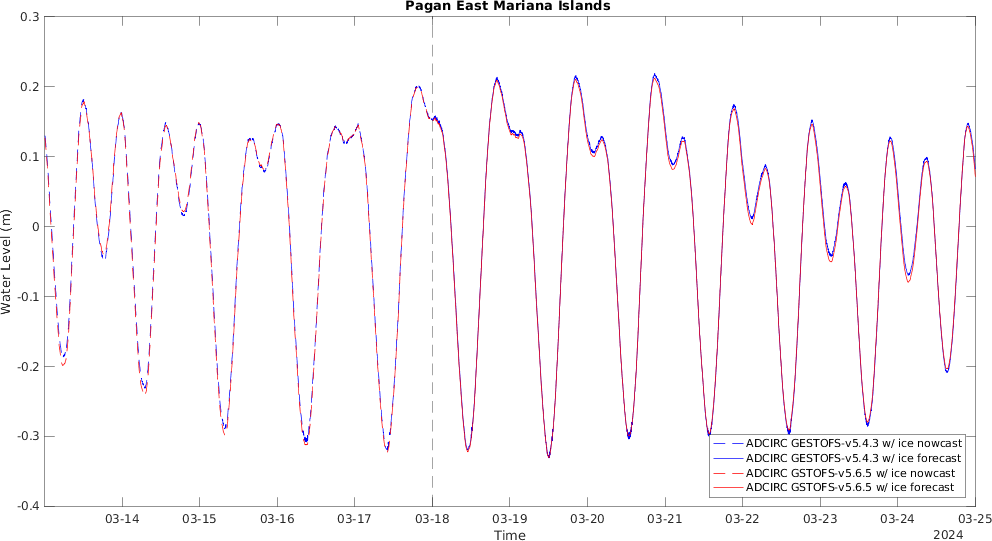 Pagan East Mariana Islands
0.3
0.2
0.1
0
-0.1
-0.2
-0.3
-0.4
Water Level (m)
ADCIRC GESTOFS-v5.4.3 w/ ice nowcast
ADCIRC GESTOFS-v5.4.3 w/ ice forecast
ADCIRC GSTOFS-v5.6.5 w/ ice nowcast
ADCIRC GSTOFS-v5.6.5 w/ ice forecast
03-14 03-15 03-16 03-17 03-18 03-19 03-20 03-21 03-22 03-23 03-24 03-25
Time
2024